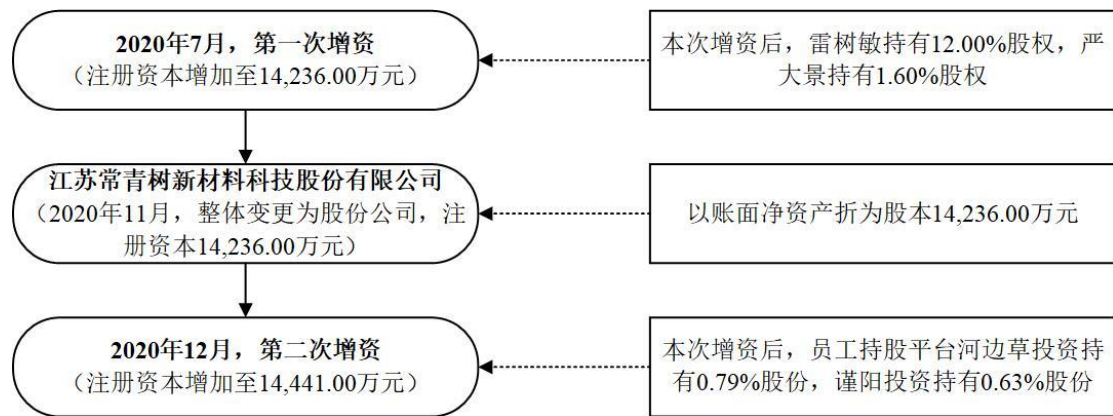 2020年7月，第一次增资
（注册资本增加至14,236.00万元）
本次增资后，雷树敏持有12.00%股权，严
大景持有1.60%股权
江苏常青树新材料科技股份有限公司
（2020年11月，整体变更为股份公司，注
册资本14,236.00万元）
以账面净资产折为股本14,236.00万元
2020年12月，第二次增资
（注册资本增加至14,441.00万元）
本次增资后，员工持股平台河边草投资持
有0.79%股份，谨阳投资持有0.63%股份